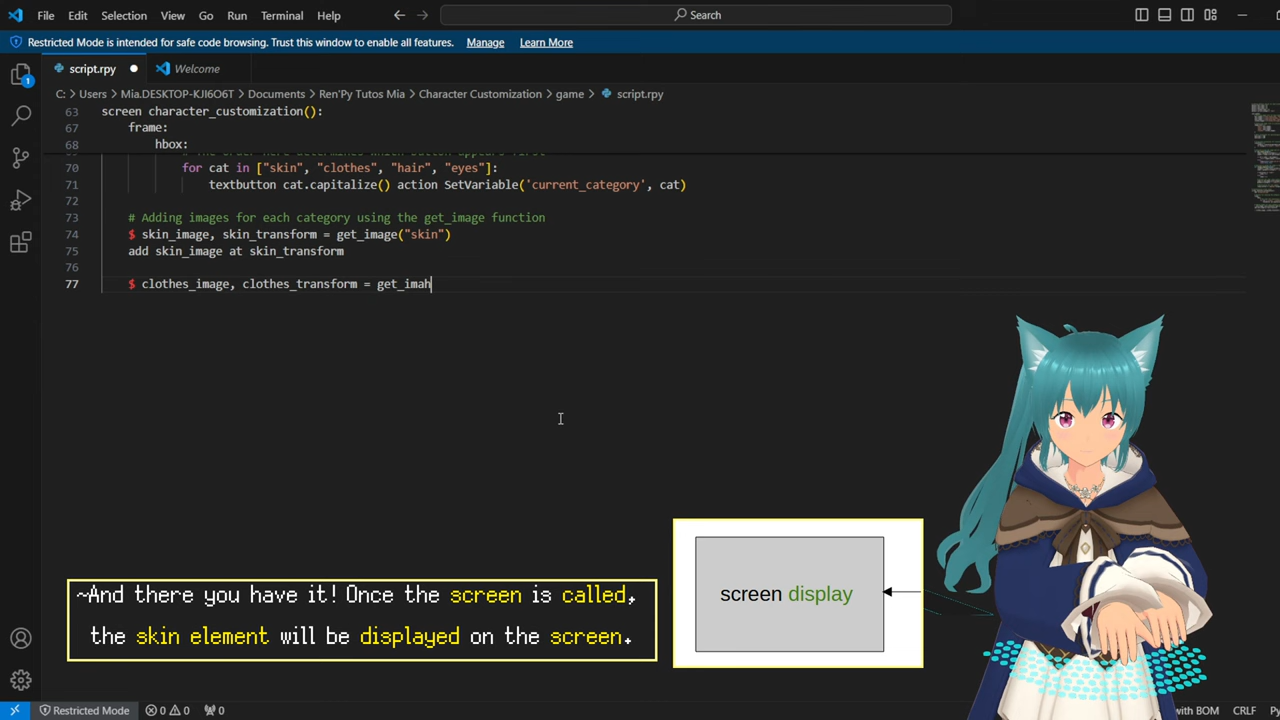 File Edit Selection View Go Run Terminal Help
Search
Restricted Mode is intended for safe code browsing. Trust this window to enable all features. Manage Learn More
script.rpy
Welcome
C: > Users > Mia.DESKTOP-KJI6O6T > Documents > Ren'Py Tutos Mia > Character Customization > game > script.rpy
63 screen character_customization():
67 frame:
68 hbox:
70 for cat in ["skin", "clothes", "hair", "eyes"]:
71 textbutton cat.capitalize() action SetVariable('current_category', cat)
72
73 # Adding images for each category using the get_image function
74 $ skin_image, skin_transform = get_image("skin")
75 add skin_image at skin_transform
76
77 $ clothes_image, clothes_transform = get_imah
screen display
~And there you have it! Once the screen is called,
the skin element will be displayed on the screen.
1
Restricted Mode 0 0 0
with BOM CRLF